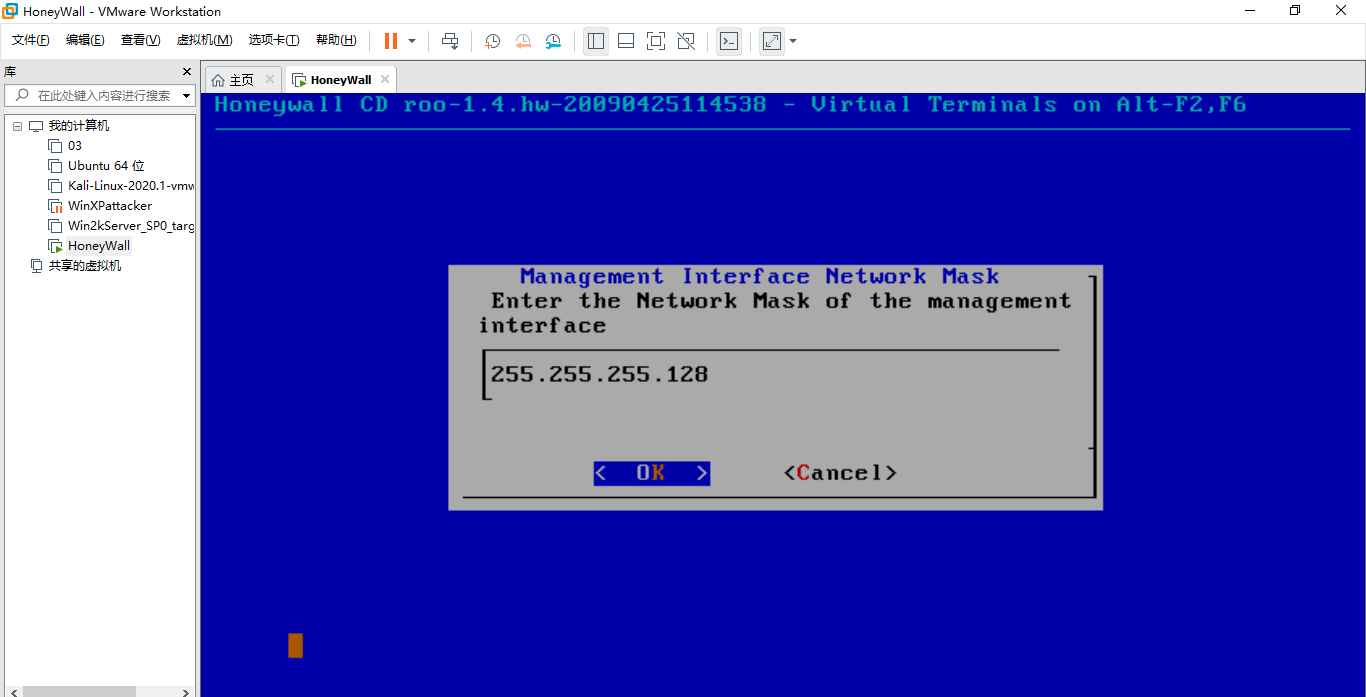 HoneyWall - VMware Workstation
文件(F) 编辑(E) 查看(V) 虚拟机(M) 选项卡(T) 帮助(H)
库
在此处键入内容进行搜索
我的计算机
03
Ubuntu 64 位
Kali-Linux-2020.1-vmw
WinXPattacker
Win2kServer_SP0_targ
HoneyWall
共享的虚拟机
主页
HoneyWall
Honeywall CD roo-1.4.hw-20090425114538 - Virtual Terminals on Alt-F2,F6
Management Interface Network Mask
Enter the Network Mask of the management
interface
255.255.255.128
< OK > <Cancel>